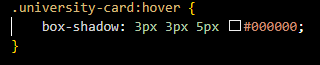 .university-card:hover {
    box-shadow: 3px 3px 5px #000000;
}